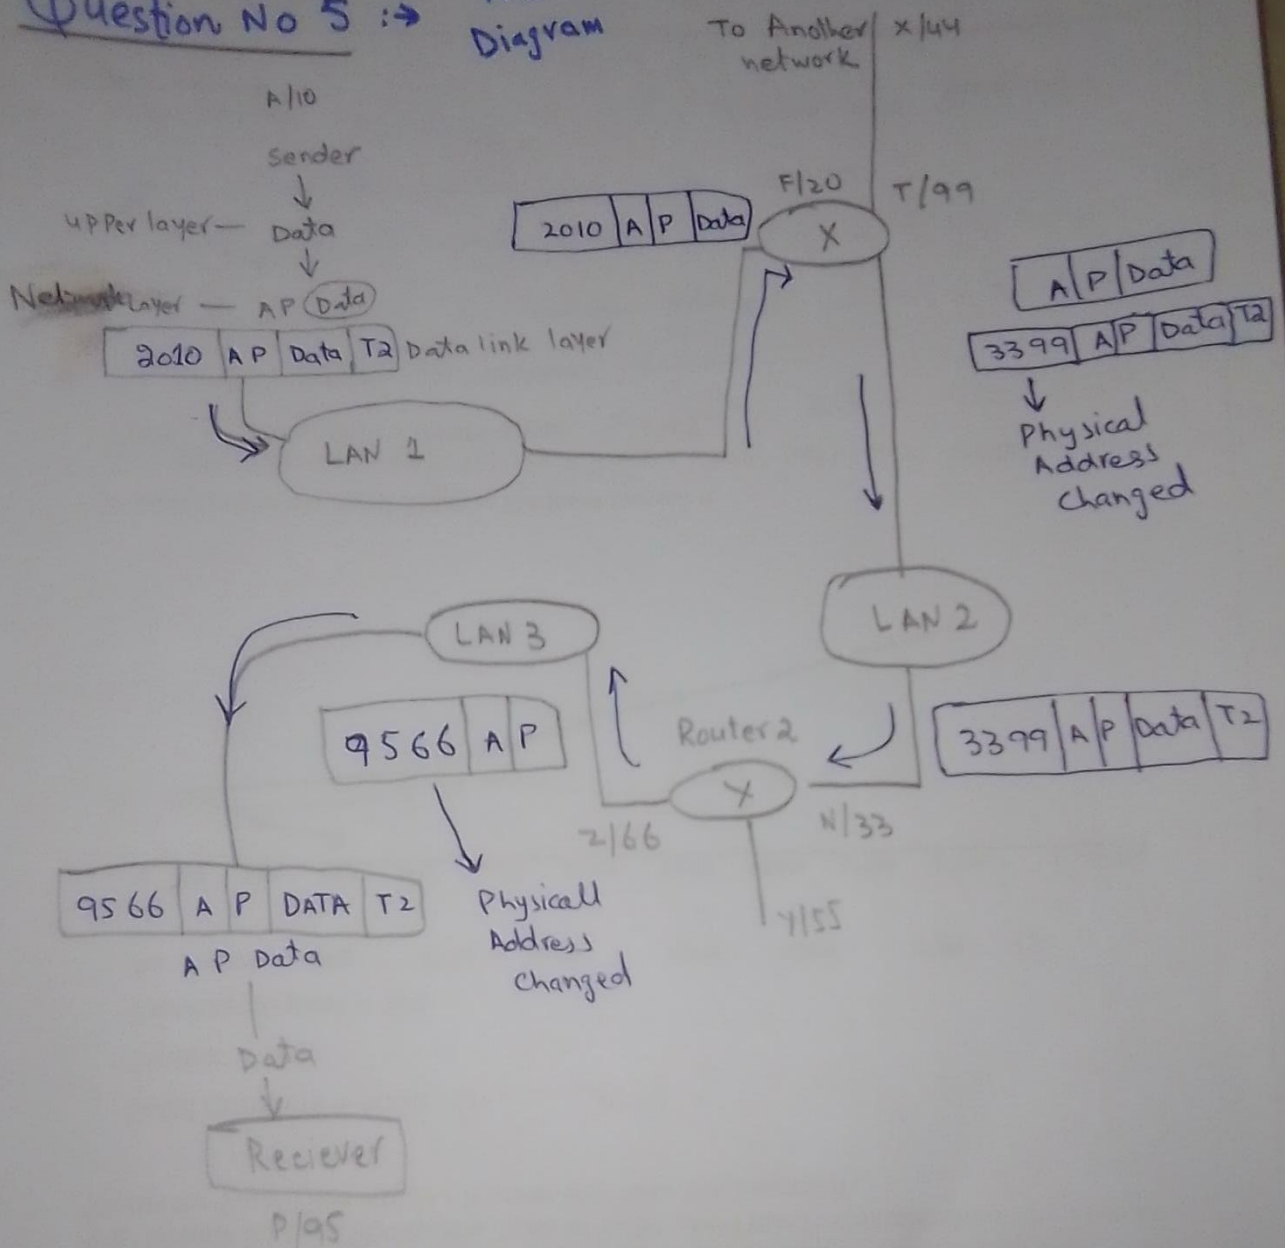 Question No 5 :→
Diagram
To Another
network
X/44
A/10
Sender
F/20
T/99
upper layer — Data
2010 A P Data
X
A P Data
layer — AP Data
3399 A P Data T2
2010 A P Data T2 Data link layer
Physical
Address
Changed
LAN 1
LAN 2
LAN 3
9566 A P
Router 2
3399 A P Data T2
Z/66
N/33
Y/55
9566 A P DATA T2
A P Data
Physicall
Address
Changed
Data
Reciever
P/95